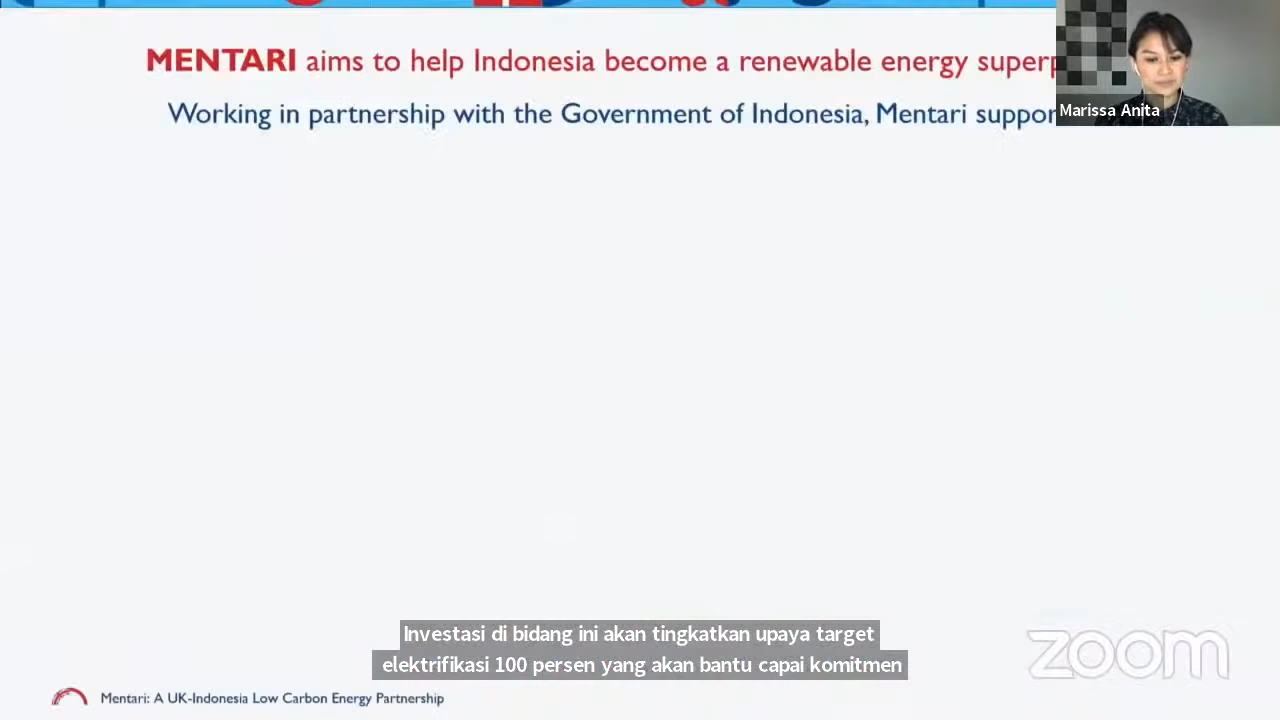 MENTARI aims to help Indonesia become a renewable energy
Working in partnership with the Government of Indonesia, Mentari
Marissa Anita
Investasi di bidang ini akan tingkatkan upaya target
elektrifikasi 100 persen yang akan bantu capai komitmen
zoom
Mentari: A UK-Indonesia Low Carbon Energy Partnership